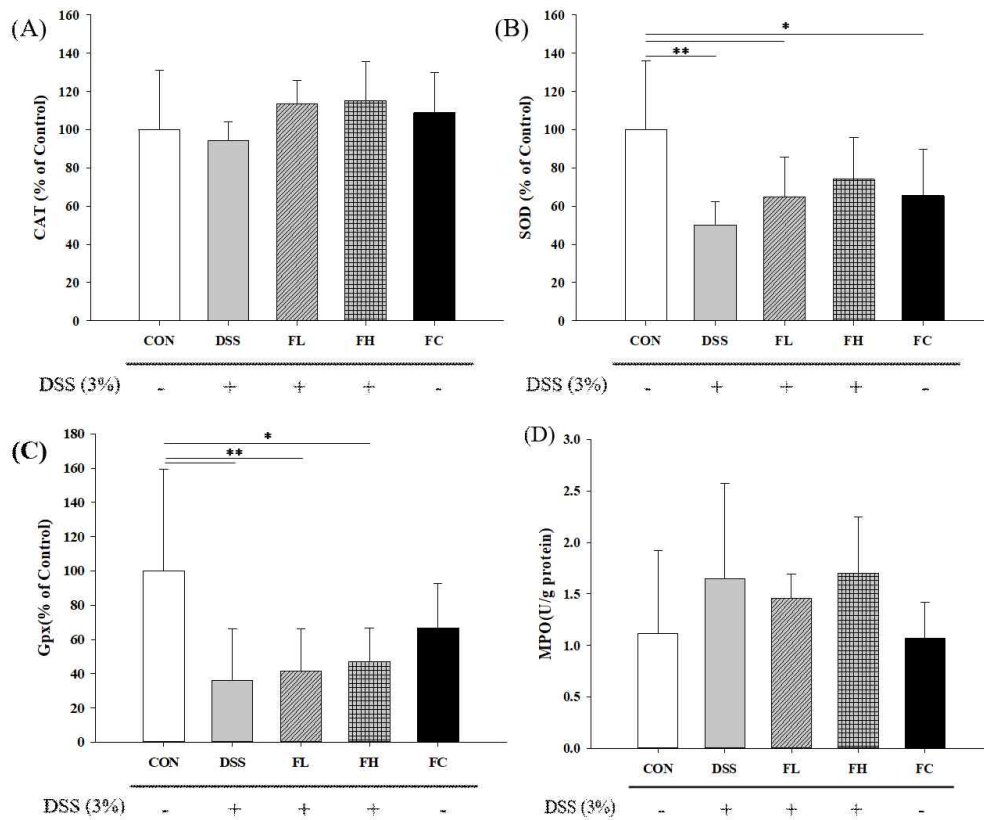 (A)
CAT (% of Control)
160
140
120
100
80
60
40
20
0
CON DSS FL FH FC
DSS (3%) - + + + -
(B)
SOD (% of Control)
160
140
120
100
80
60
40
20
0
*
**
CON DSS FL FH FC
DSS (3%) - + + + -
(C)
Gpx(% of Control)
180
160
140
120
100
80
60
40
20
0
*
**
CON DSS FL FH FC
DSS (3%) - + + + -
(D)
MPO(U/g protein)
3.0
2.5
2.0
1.5
1.0
0.5
0.0
CON DSS FL FH FC
DSS (3%) - + + + -